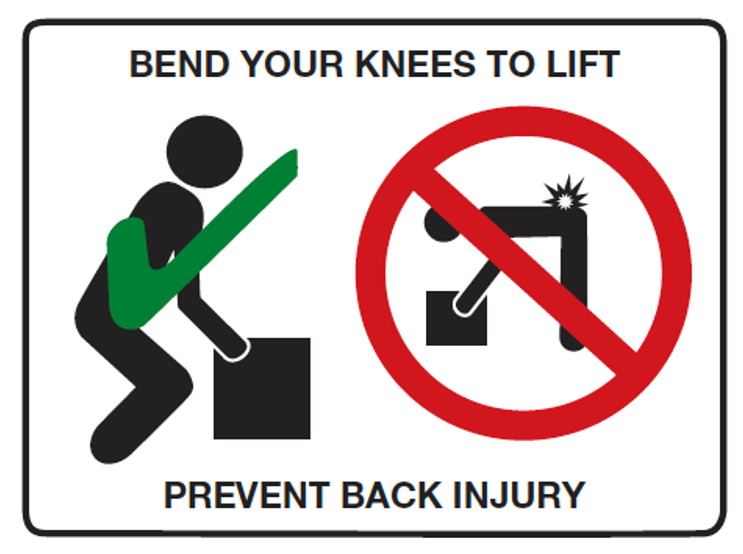 BEND YOUR KNEES TO LIFT
PREVENT BACK INJURY